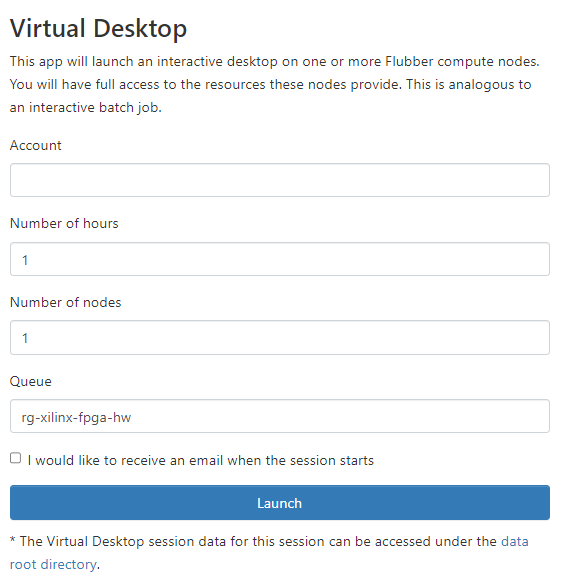 Virtual Desktop
This app will launch an interactive desktop on one or more Flubber compute nodes.
You will have full access to the resources these nodes provide. This is analogous to
an interactive batch job.
Account
Number of hours
1
Number of nodes
1
Queue
rg-xilinx-fpga-hw
I would like to receive an email when the session starts
Launch
* The Virtual Desktop session data for this session can be accessed under the data
root directory.